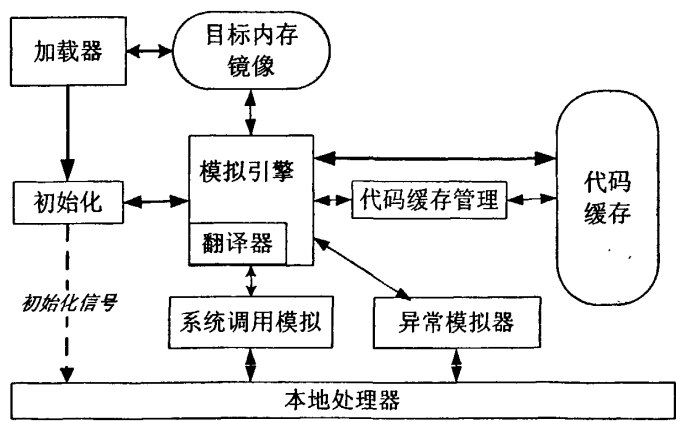 加载器
目标内存
镜像
模拟引擎
代码
缓存
初始化
代码缓存管理
翻译器
初始化信号
系统调用模拟
异常模拟器
本地处理器